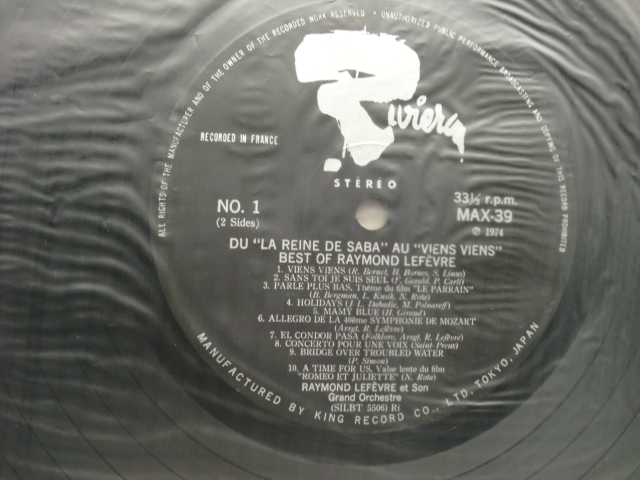 ALL RIGHTS OF THE MANUFACTURER AND OF THE OWNER OF THE RECORDED WORK RESERVED • UNAUTHORIZED PUBLIC PERFORMANCE BROADCASTING AND COPYING OF THIS RECORD PROHIBITED
Riviera
RECORDED IN FRANCE
STÉRÉO
NO. 1
(2 Sides)
33⅓ r.p.m.
MAX-39
℗ 1974
DU "LA REINE DE SABA" AU "VIENS VIENS"
BEST OF RAYMOND LEFÈVRE
1. VIENS VIENS (R. Bernet, H. Barnes, S. Linus)
2. SANS TOI JE SUIS SEUL (F. Gerald, P. Carli)
3. PARLE PLUS BAS, Thème du film "LE PARRAIN"
(B. Bergman, L. Kusik, N. Rota)
4. HOLIDAYS (J-L. Dabadie, M. Polnareff)
5. MAMY BLUE (H. Giraud)
6. ALLEGRO DE LA 40ème SYMPHONIE DE MOZART
(Arrgt. R. Lefèvre)
7. EL CONDOR PASA (Folklore, Arrgt. R. Lefèvre)
8. CONCERTO POUR UNE VOIX (Saint Preux)
9. BRIDGE OVER TROUBLED WATER
(P. Simon)
10. A TIME FOR US, Valse lente du film
"ROMEO ET JULIETTE" (N. Rota)
RAYMOND LEFÈVRE et Son
Grand Orchestre
(SILBT 5506) Ri
MANUFACTURED BY KING RECORD CO., LTD, TOKYO, JAPAN